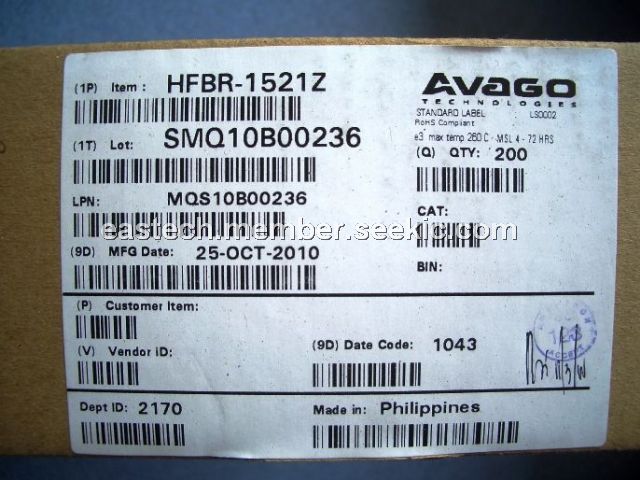 (1P) Item: HFBR-1521Z
AVAGO
TECHNOLOGIES
STANDARD LABEL LS0002
RoHS Compliant
e3 max temp 260 C - MSL 4 - 72 HRS
(1T) Lot: SMQ10B00236
(Q) QTY: 200
LPN: MQS10B00236
CAT:
eastech.member.seekic.com
(9D) MFG Date: 25-OCT-2010
BIN:
(P) Customer Item:
(V) Vendor ID:
(9D) Date Code: 1043
ACCEPT
Dept ID: 2170
Made in: Philippines